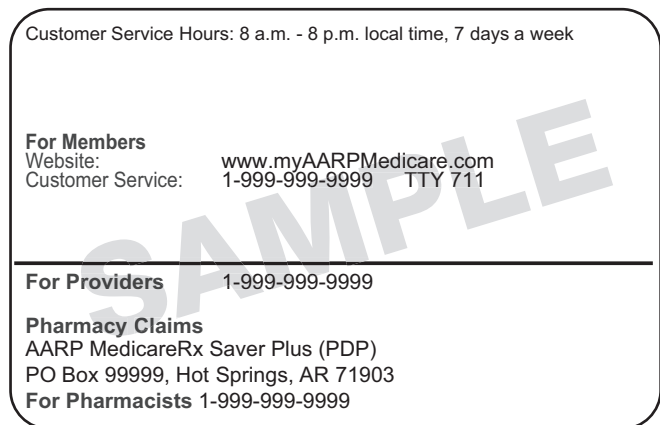 Customer Service Hours: 8 a.m. - 8 p.m. local time, 7 days a week
For Members
Website: www.myAARPMedicare.com
Customer Service: 1-999-999-9999 TTY 711
SAMPLE
For Providers 1-999-999-9999
Pharmacy Claims
AARP MedicareRx Saver Plus (PDP)
PO Box 99999, Hot Springs, AR 71903
For Pharmacists 1-999-999-9999